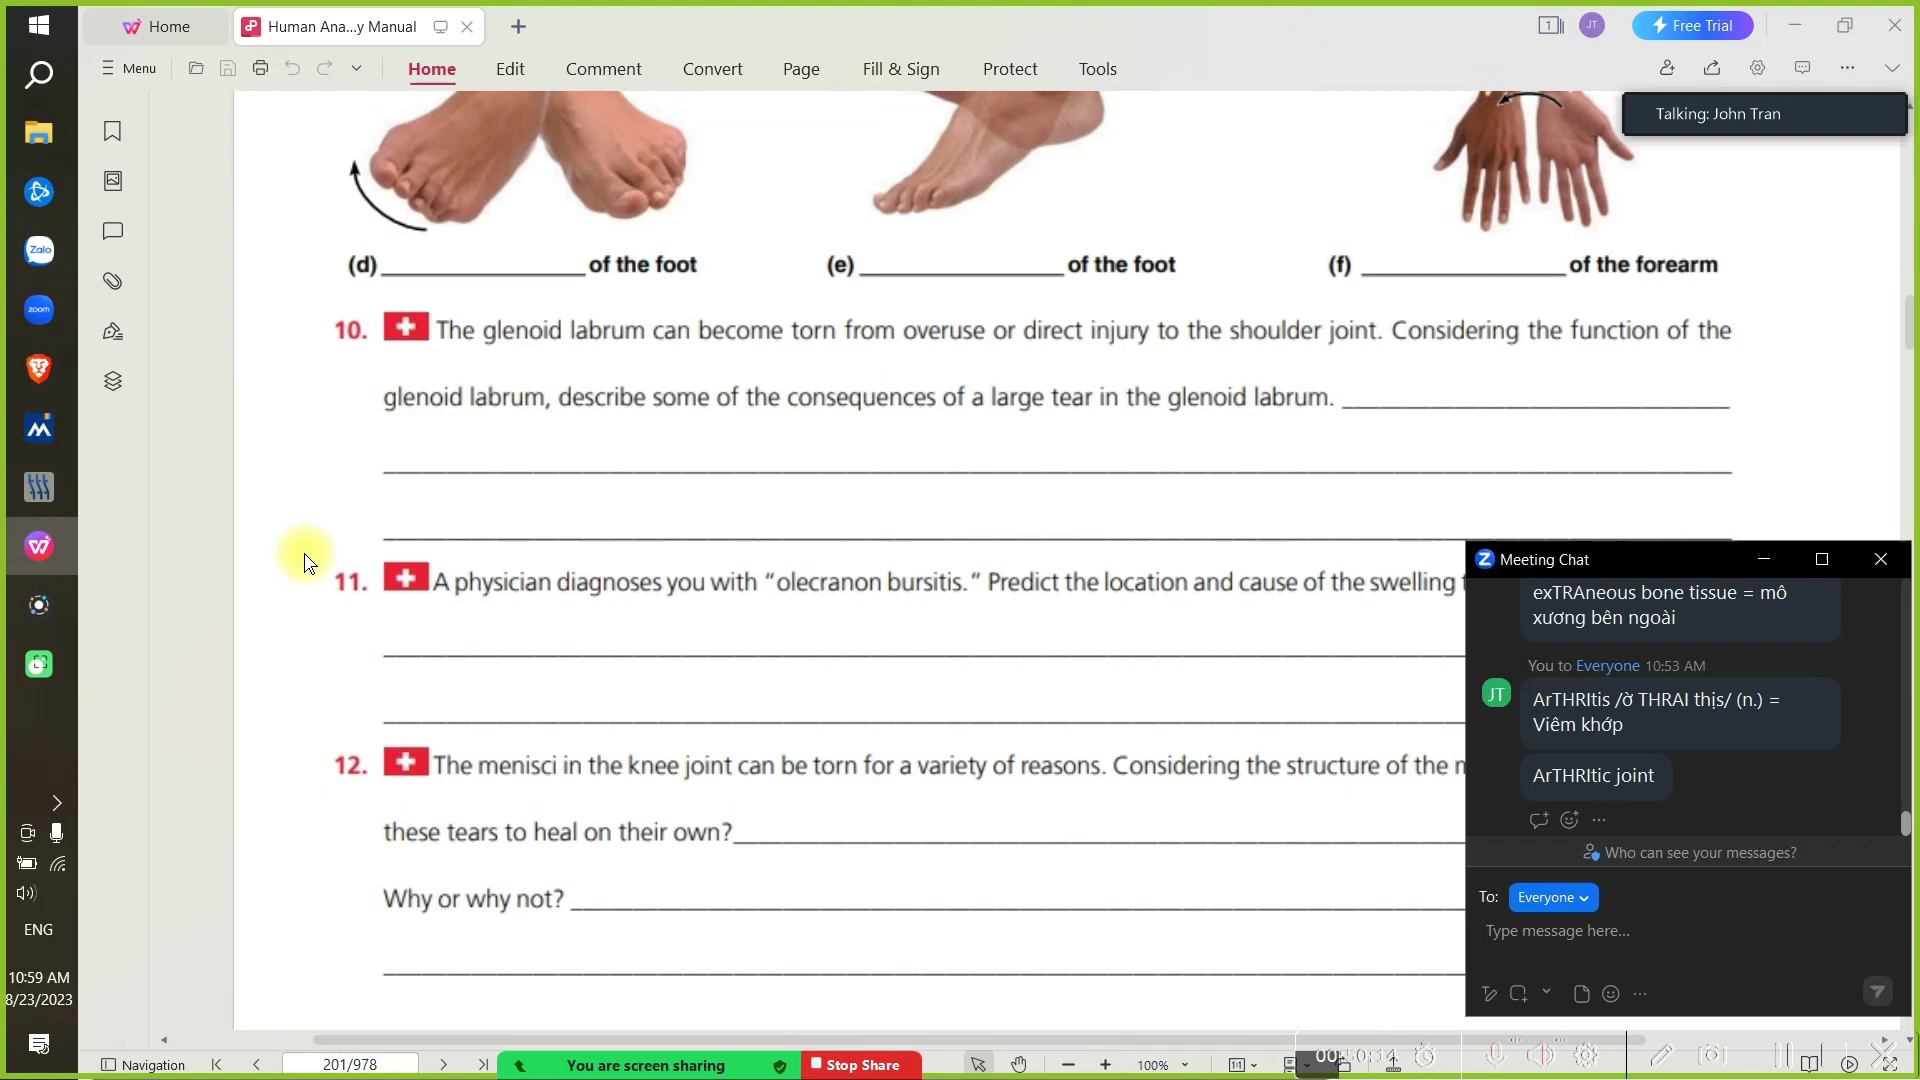 Home
Human Ana...y Manual
JT
Free Trial
Menu
Home
Edit
Comment
Convert
Page
Fill & Sign
Protect
Tools
Talking: John Tran
Zalo
zoom
(d)
of the foot
(e)
of the foot
(f)
of the forearm
10. The glenoid labrum can become torn from overuse or direct injury to the shoulder joint. Considering the function of the
glenoid labrum, describe some of the consequences of a large tear in the glenoid labrum.
11. A physician diagnoses you with “olecranon bursitis.” Predict the location and cause of the swelling
12. The menisci in the knee joint can be torn for a variety of reasons. Considering the structure of the
these tears to heal on their own?
Why or why not?
Meeting Chat
exTRAneous bone tissue = mô
xương bên ngoài
You to Everyone 10:53 AM
JT
ArTHRItis /ờ THRAI thịs/ (n.) =
Viêm khớp
ArTHRItic joint
Who can see your messages?
To: Everyone
Type message here...
ENG
10:59 AM
8/23/2023
Navigation
201/978
You are screen sharing
Stop Share
100%
00:50:14